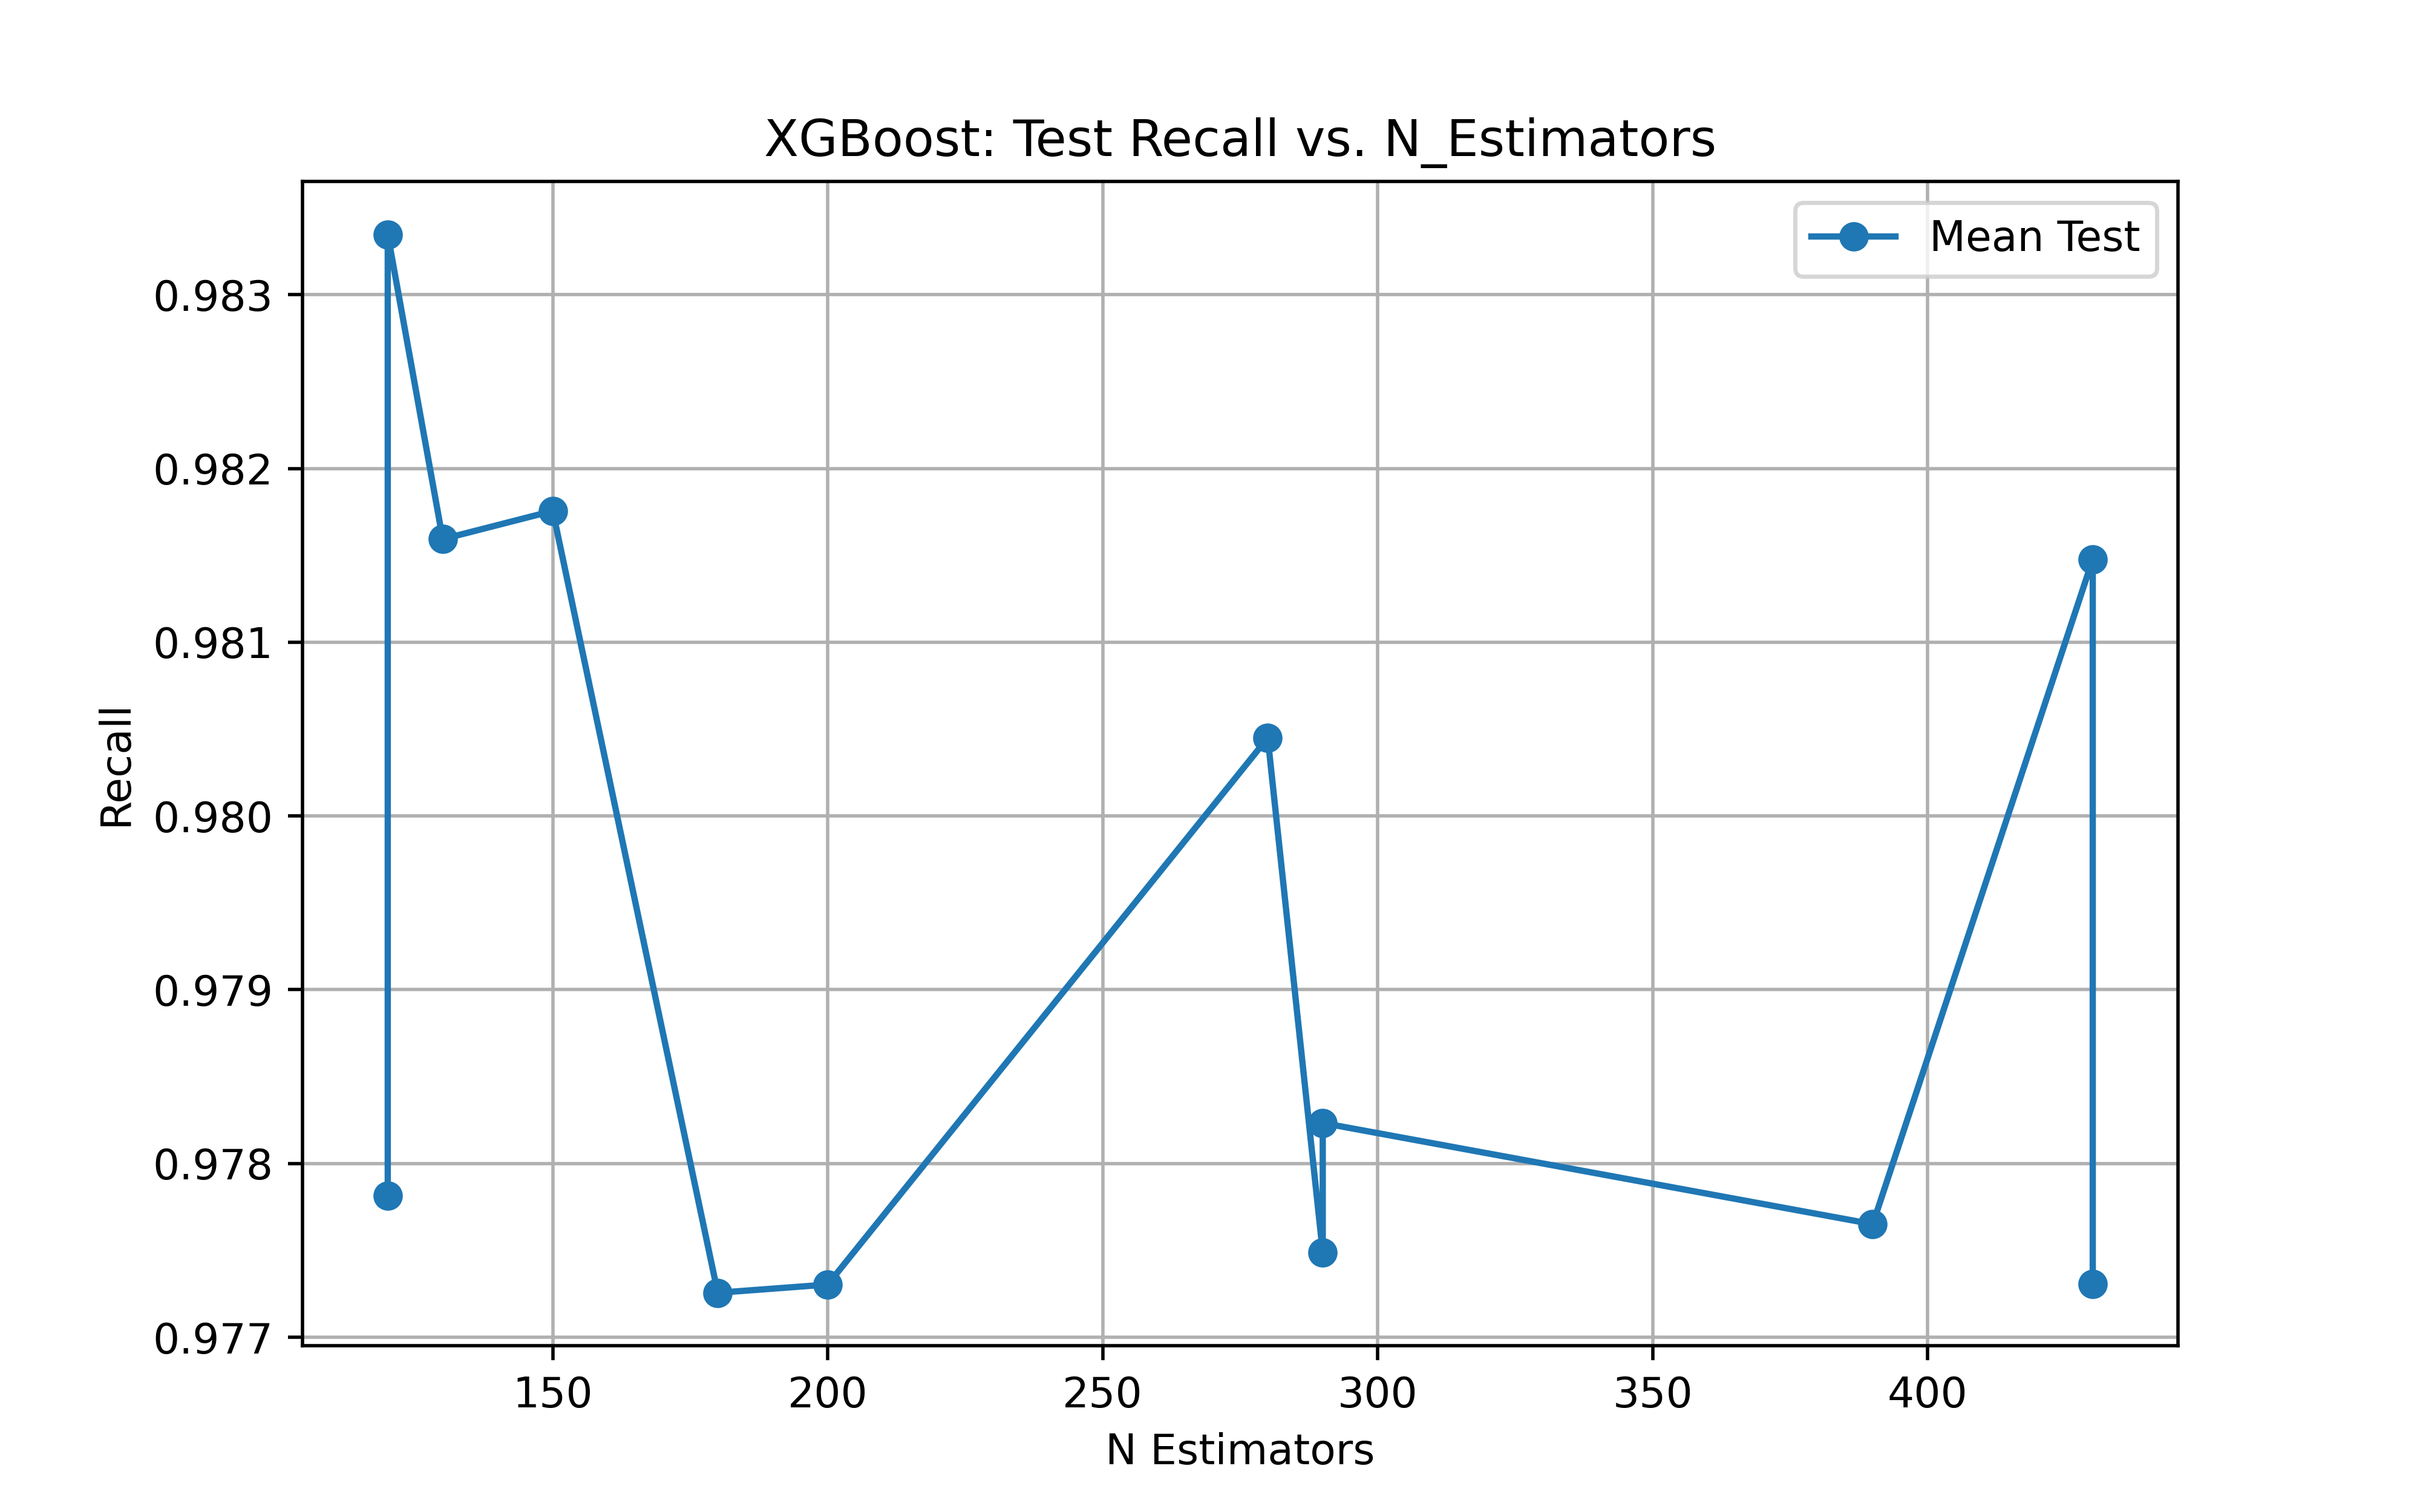 XGBoost: Test Recall vs. N_Estimators
Mean Test
0.983
0.982
0.981
0.980
0.979
0.978
0.977
Recall
150 200 250 300 350 400
N Estimators